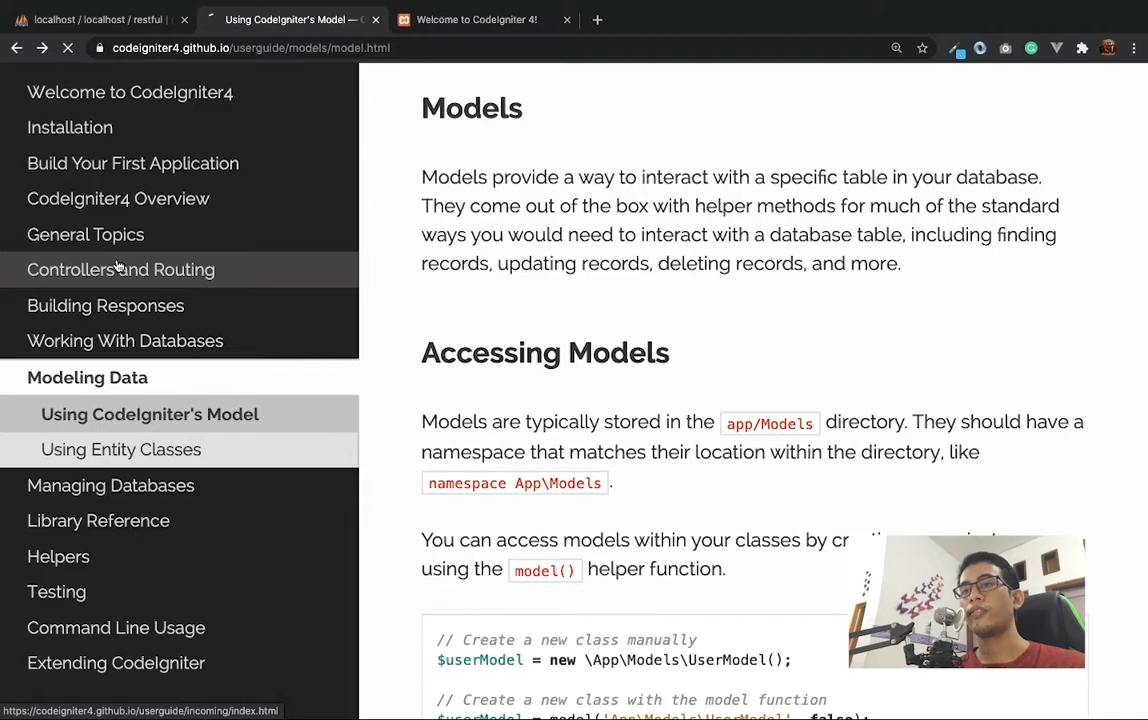 localhost / localhost / restful |
Using CodeIgniter's Model —
Welcome to CodeIgniter 4!
codeigniter4.github.io/userguide/models/model.html
Welcome to CodeIgniter4
Installation
Build Your First Application
CodeIgniter4 Overview
General Topics
Controllers and Routing
Building Responses
Working With Databases
Modeling Data
Using CodeIgniter's Model
Using Entity Classes
Managing Databases
Library Reference
Helpers
Testing
Command Line Usage
Extending CodeIgniter
https://codeigniter4.github.io/userguide/incoming/index.html
Models
Models provide a way to interact with a specific table in your database.
They come out of the box with helper methods for much of the standard
ways you would need to interact with a database table, including finding
records, updating records, deleting records, and more.
Accessing Models
Models are typically stored in the app/Models directory. They should have a
namespace that matches their location within the directory, like
namespace App\Models .
You can access models within your classes by
using the model() helper function.
// Create a new class manually
$userModel = new \App\Models\UserModel();
// Create a new class with the model function
$userModel = model('App\Models\UserModel', false);